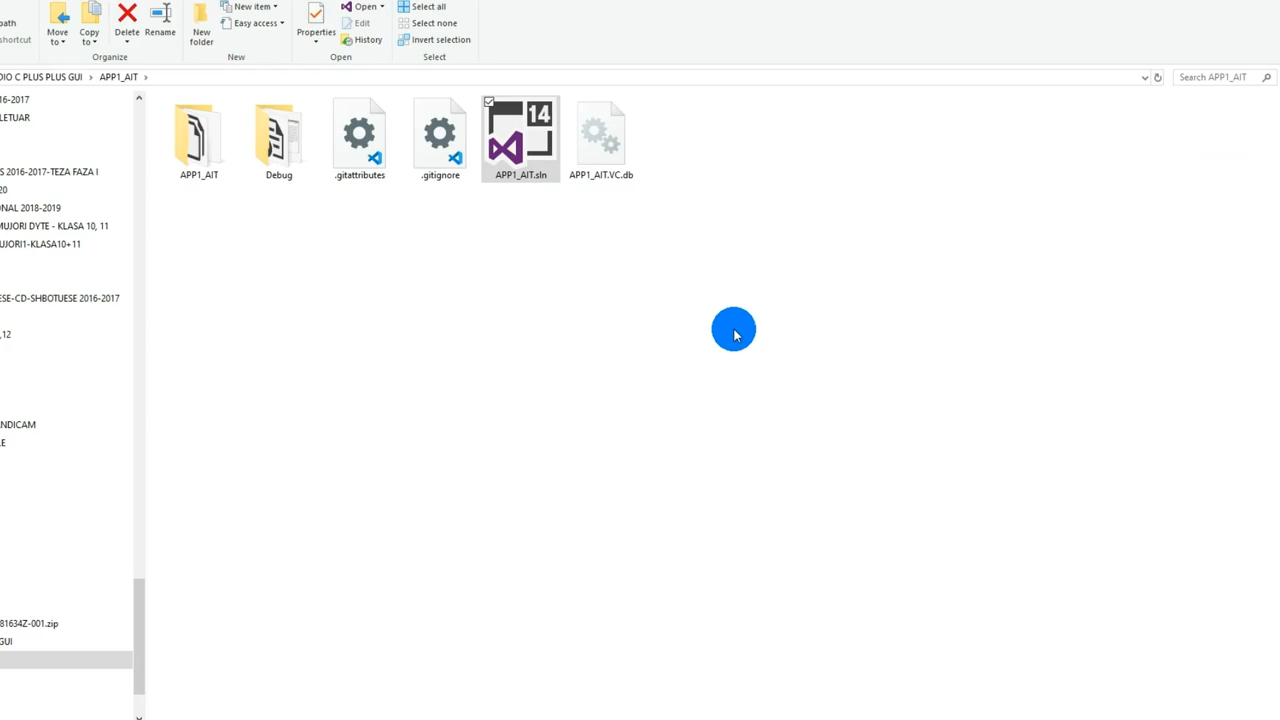 path
shortcut
Move to
Copy to
Delete
Rename
Organize
New folder
New item
Easy access
New
Properties
Open
Edit
History
Open
Select all
Select none
Invert selection
Select
DIO C PLUS PLUS GUI > APP1_AIT >
Search APP1_AIT
16-2017
LETUAR
S 2016-2017-TEZA FAZA I
20
ONAL 2018-2019
MUJORI DYTE - KLASA 10, 11
UJORI1-KLASA10+11
ESE-CD-SHBOTUESE 2016-2017
,12
ANDICAM
LE
81634Z-001.zip
GUI
14
APP1_AIT
Debug
.gitattributes
.gitignore
APP1_AIT.sln
APP1_AIT.VC.db